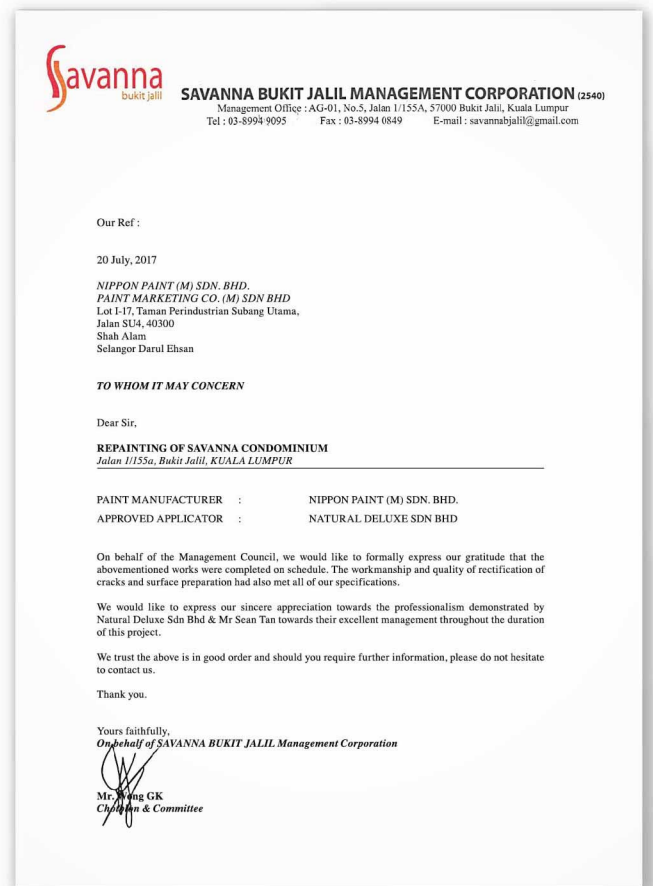 Savanna
bukit jalil
SAVANNA BUKIT JALIL MANAGEMENT CORPORATION (2540)
Management Office : AG-01, No.5, Jalan 1/155A, 57000 Bukit Jalil, Kuala Lumpur
Tel : 03-8994 9095 Fax : 03-8994 0849 E-mail : savannabjalil@gmail.com
Our Ref :
20 July, 2017
NIPPON PAINT (M) SDN. BHD.
PAINT MARKETING CO. (M) SDN BHD
Lot I-17, Taman Perindustrian Subang Utama,
Jalan SU4, 40300
Shah Alam
Selangor Darul Ehsan
TO WHOM IT MAY CONCERN
Dear Sir,
REPAINTING OF SAVANNA CONDOMINIUM
Jalan 1/155a, Bukit Jalil, KUALA LUMPUR
PAINT MANUFACTURER : NIPPON PAINT (M) SDN. BHD.
APPROVED APPLICATOR : NATURAL DELUXE SDN BHD
On behalf of the Management Council, we would like to formally express our gratitude that the
abovementioned works were completed on schedule. The workmanship and quality of rectification of
cracks and surface preparation had also met all of our specifications.
We would like to express our sincere appreciation towards the professionalism demonstrated by
Natural Deluxe Sdn Bhd & Mr Sean Tan towards their excellent management throughout the duration
of this project.
We trust the above is in good order and should you require further information, please do not hesitate
to contact us.
Thank you.
Yours faithfully,
On behalf of SAVANNA BUKIT JALIL Management Corporation
Mr. Wong GK
& Committee